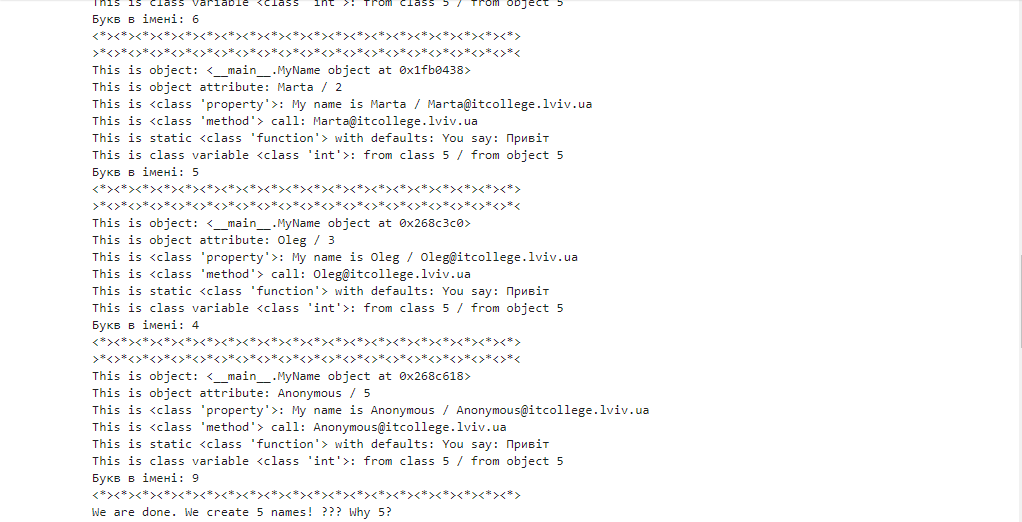 This is class variable <class 'int'>: from class 5 / from object 5
Букв в імені: 6
<*><*><*><*><*><*><*><*><*><*><*><*><*><*><*><*><*><*><*><*>
>*<>*<>*<>*<>*<>*<>*<>*<>*<>*<>*<>*<>*<>*<>*<>*<>*<>*<>*<>*<
This is object: <__main__.MyName object at 0x1fb0438>
This is object attribute: Marta / 2
This is <class 'property'>: My name is Marta / Marta@itcollege.lviv.ua
This is <class 'method'> call: Marta@itcollege.lviv.ua
This is static <class 'function'> with defaults: You say: Привіт
This is class variable <class 'int'>: from class 5 / from object 5
Букв в імені: 5
<*><*><*><*><*><*><*><*><*><*><*><*><*><*><*><*><*><*><*><*>
>*<>*<>*<>*<>*<>*<>*<>*<>*<>*<>*<>*<>*<>*<>*<>*<>*<>*<>*<>*<
This is object: <__main__.MyName object at 0x268c3c0>
This is object attribute: Oleg / 3
This is <class 'property'>: My name is Oleg / Oleg@itcollege.lviv.ua
This is <class 'method'> call: Oleg@itcollege.lviv.ua
This is static <class 'function'> with defaults: You say: Привіт
This is class variable <class 'int'>: from class 5 / from object 5
Букв в імені: 4
<*><*><*><*><*><*><*><*><*><*><*><*><*><*><*><*><*><*><*><*>
>*<>*<>*<>*<>*<>*<>*<>*<>*<>*<>*<>*<>*<>*<>*<>*<>*<>*<>*<>*<
This is object: <__main__.MyName object at 0x268c618>
This is object attribute: Anonymous / 5
This is <class 'property'>: My name is Anonymous / Anonymous@itcollege.lviv.ua
This is <class 'method'> call: Anonymous@itcollege.lviv.ua
This is static <class 'function'> with defaults: You say: Привіт
This is class variable <class 'int'>: from class 5 / from object 5
Букв в імені: 9
<*><*><*><*><*><*><*><*><*><*><*><*><*><*><*><*><*><*><*><*>
We are done. We create 5 names! ??? Why 5?